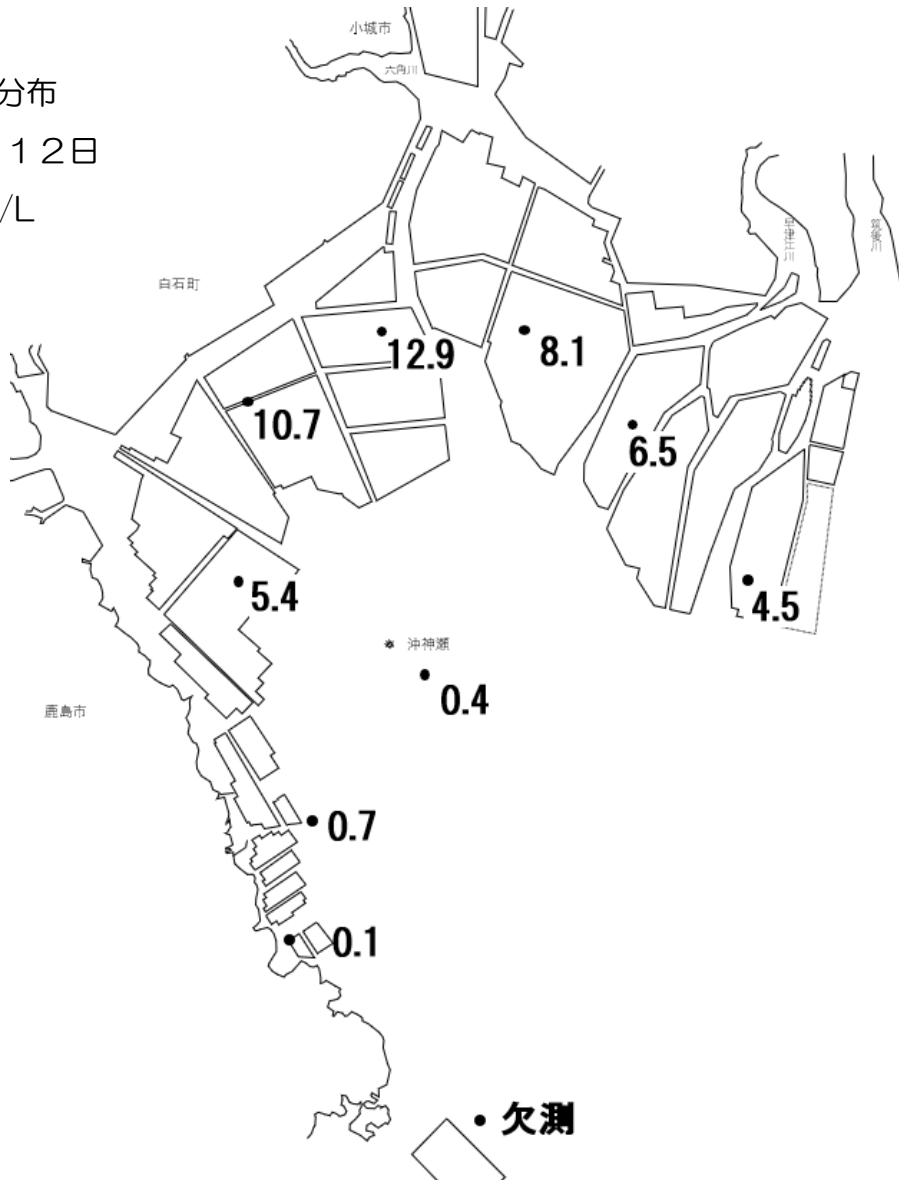 小城市
六角川
分布
１２日
/L
早津江川
筑後川
白石町
12.9
8.1
10.7
6.5
5.4
4.5
沖神瀬
0.4
鹿島市
0.7
0.1
欠測